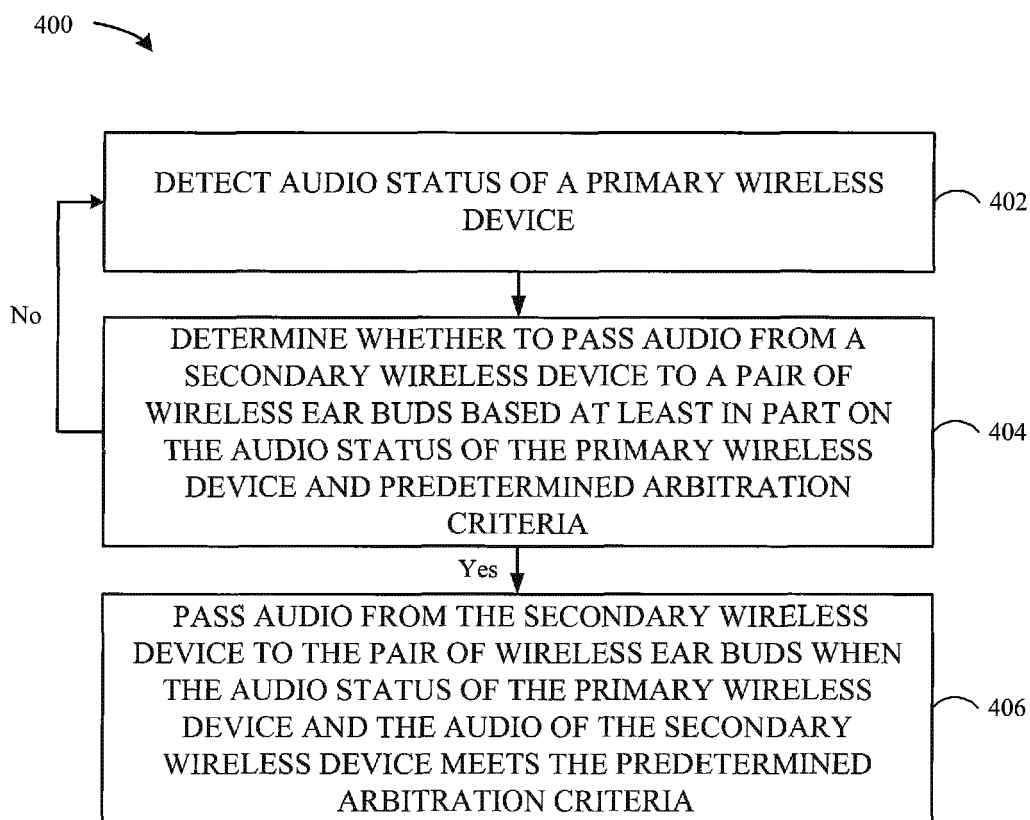 400
DETECT AUDIO STATUS OF A PRIMARY WIRELESS
DEVICE
402
No
DETERMINE WHETHER TO PASS AUDIO FROM A
SECONDARY WIRELESS DEVICE TO A PAIR OF
WIRELESS EAR BUDS BASED AT LEAST IN PART ON
THE AUDIO STATUS OF THE PRIMARY WIRELESS
DEVICE AND PREDETERMINED ARBITRATION
CRITERIA
404
Yes
PASS AUDIO FROM THE SECONDARY WIRELESS
DEVICE TO THE PAIR OF WIRELESS EAR BUDS WHEN
THE AUDIO STATUS OF THE PRIMARY WIRELESS
DEVICE AND THE AUDIO OF THE SECONDARY
WIRELESS DEVICE MEETS THE PREDETERMINED
ARBITRATION CRITERIA
406